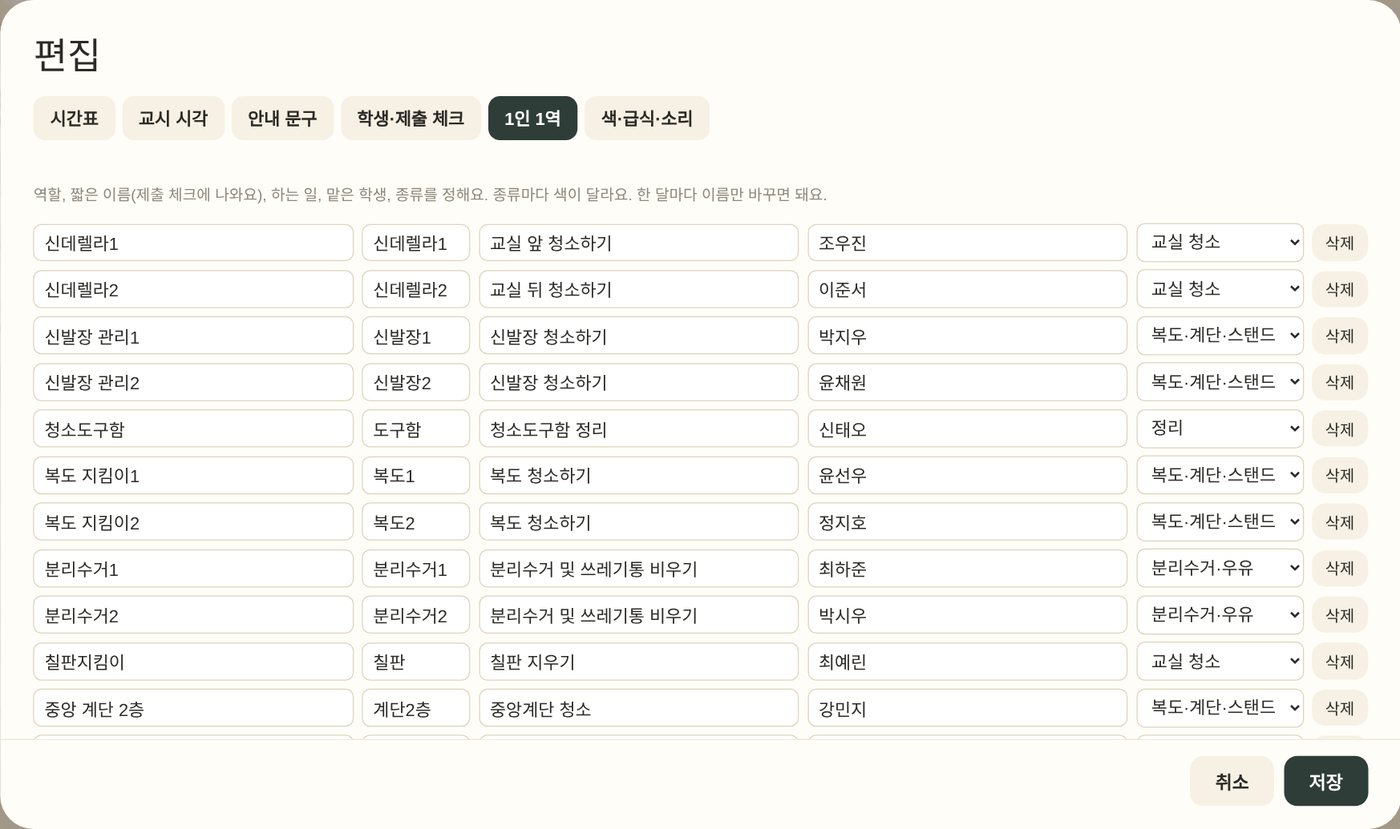 편집
시간표 교시 시각 안내 문구 학생·제출 체크 1인 1역 색·급식·소리
역할, 짧은 이름(제출 체크에 나와요), 하는 일, 맡은 학생, 종류를 정해요. 종류마다 색이 달라요. 한 달마다 이름만 바꾸면 돼요.
신데렐라1 신데렐라1 교실 앞 청소하기 조우진 교실 청소 삭제
신데렐라2 신데렐라2 교실 뒤 청소하기 이준서 교실 청소 삭제
신발장 관리1 신발장1 신발장 청소하기 박지우 복도·계단·스탠드 삭제
신발장 관리2 신발장2 신발장 청소하기 윤채원 복도·계단·스탠드 삭제
청소도구함 도구함 청소도구함 정리 신태오 정리 삭제
복도 지킴이1 복도1 복도 청소하기 윤선우 복도·계단·스탠드 삭제
복도 지킴이2 복도2 복도 청소하기 정지호 복도·계단·스탠드 삭제
분리수거1 분리수거1 분리수거 및 쓰레기통 비우기 최하준 분리수거·우유 삭제
분리수거2 분리수거2 분리수거 및 쓰레기통 비우기 박시우 분리수거·우유 삭제
칠판지킴이 칠판 칠판 지우기 최예린 교실 청소 삭제
중앙 계단 2층 계단2층 중앙계단 청소 강민지 복도·계단·스탠드 삭제
취소 저장